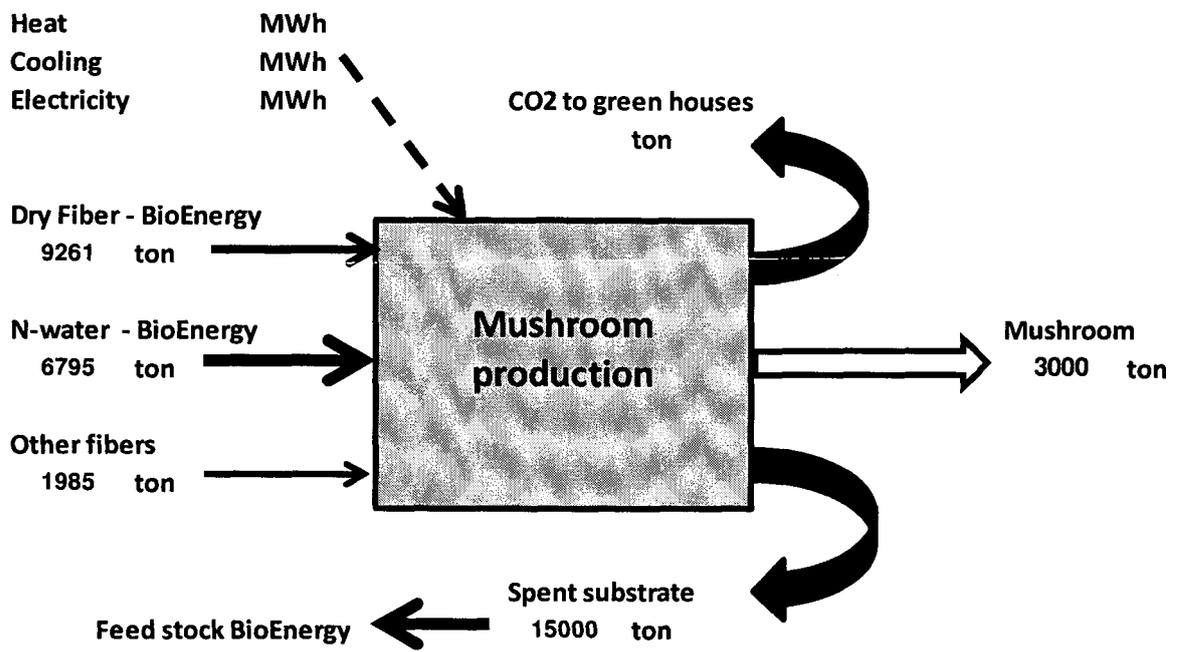 Heat MWh
Cooling MWh
Electricity MWh
CO2 to green houses
ton
Dry Fiber - BioEnergy
9261 ton
N-water - BioEnergy
6795 ton
Other fibers
1985 ton
Mushroom
production
Mushroom
3000 ton
Spent substrate
15000 ton
Feed stock BioEnergy